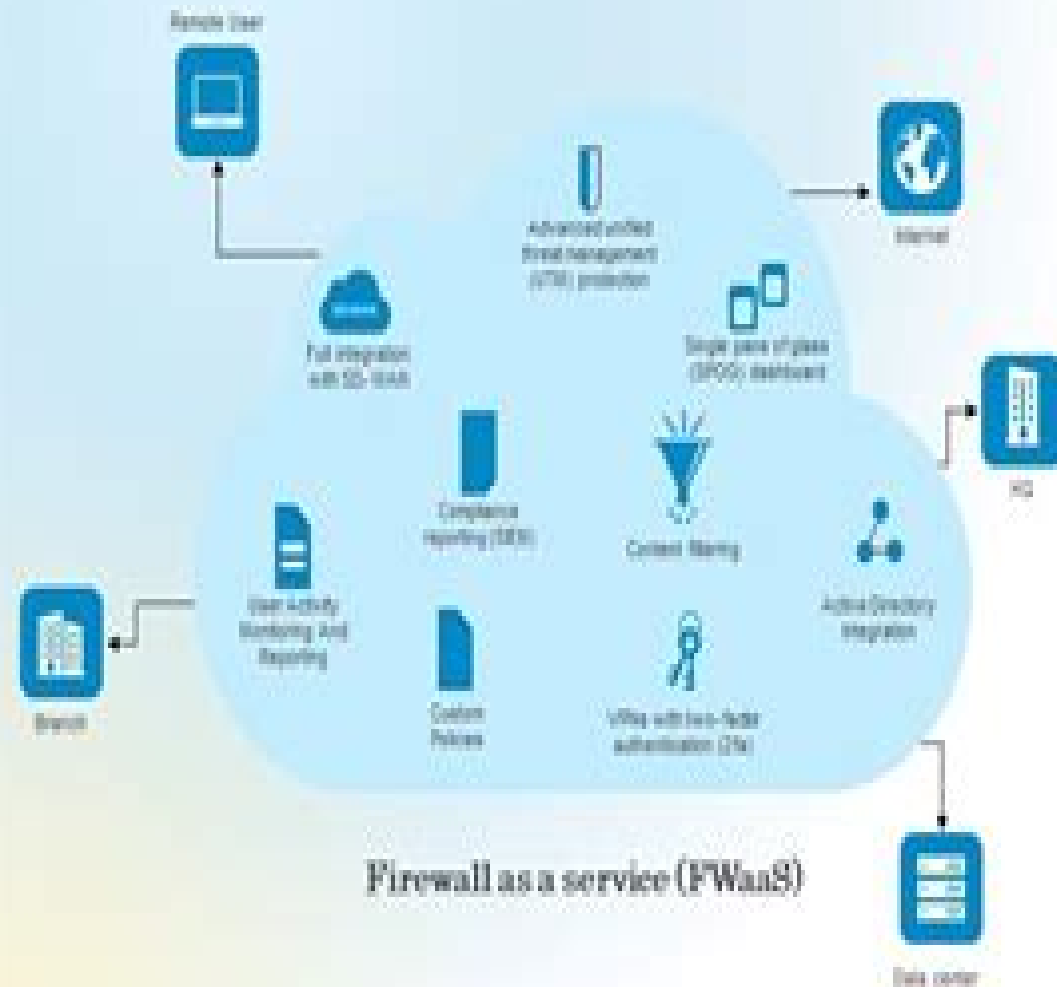 Remote User
Internet
Advanced unified
threat management
(UTM) protection
Full integration
with SD-WAN
Single pane of glass
(SPOG) dashboard
HQ
Compliance
reporting (SIEM)
Content filtering
User Activity
Monitoring And
Reporting
Active Directory
Integration
Branch
Custom
Policies
VPNs with two-factor
authentication (2fa)
Firewall as a service (FWaaS)
Data center